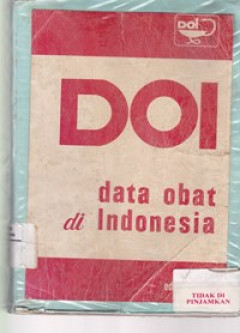 DOI
DOI
data obat
di Indonesia
TIDAK DI
PINJAMKAN